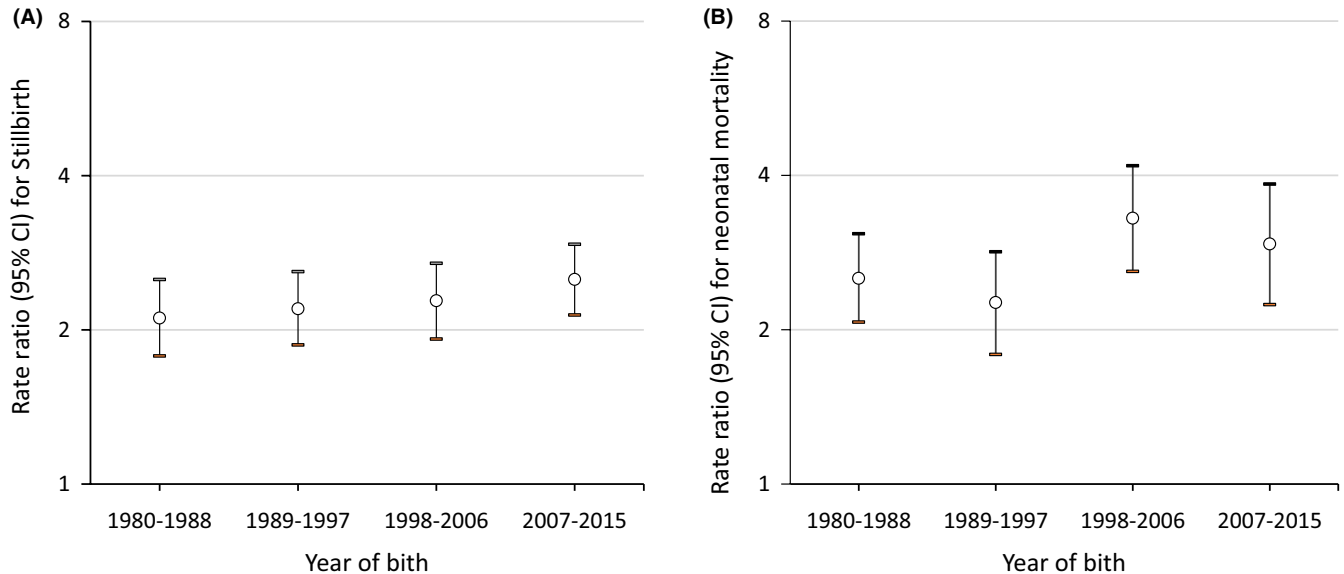 (A)
8
4
2
1
Rate ratio (95% CI) for Stillbirth
1980-1988 1989-1997 1998-2006 2007-2015
Year of bith
(B)
8
4
2
1
Rate ratio (95% CI) for neonatal mortality
1980-1988 1989-1997 1998-2006 2007-2015
Year of bith